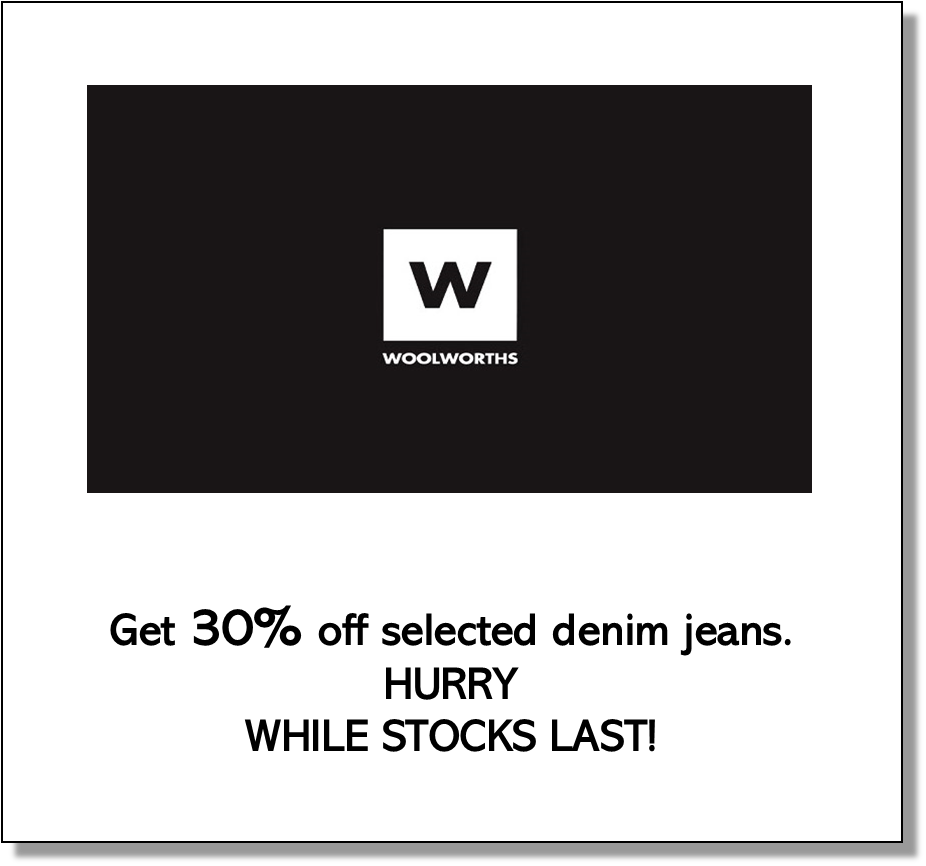 W
WOOLWORTHS
Get 30% off selected denim jeans.
HURRY
WHILE STOCKS LAST!